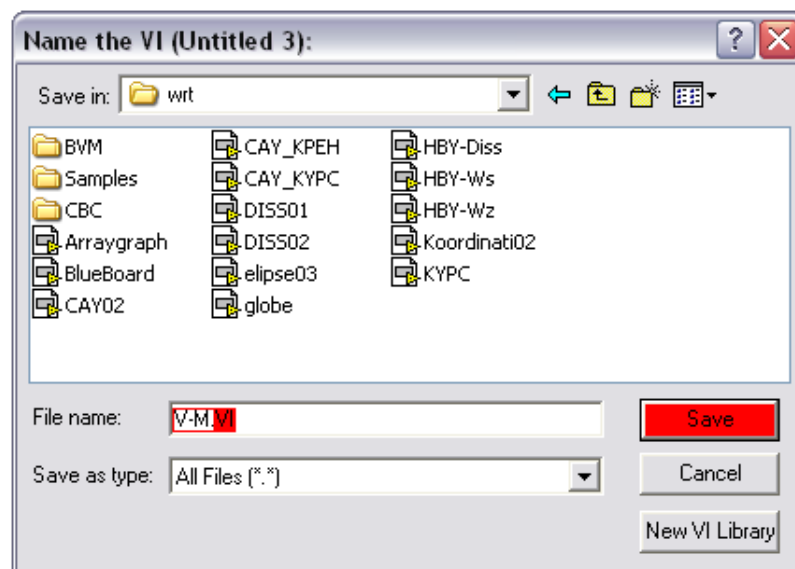 Name the VI (Untitled 3):
Save in: wrt
BVM
Samples
CBC
Arraygraph
BlueBoard
CAY02
CAY_KPEH
CAY_KYPC
DISS01
DISS02
elipse03
globe
HBY-Diss
HBY-Ws
HBY-Wz
Koordinati02
KYPC
File name: V-M.VI
Save
Save as type: All Files (*.*)
Cancel
New VI Library